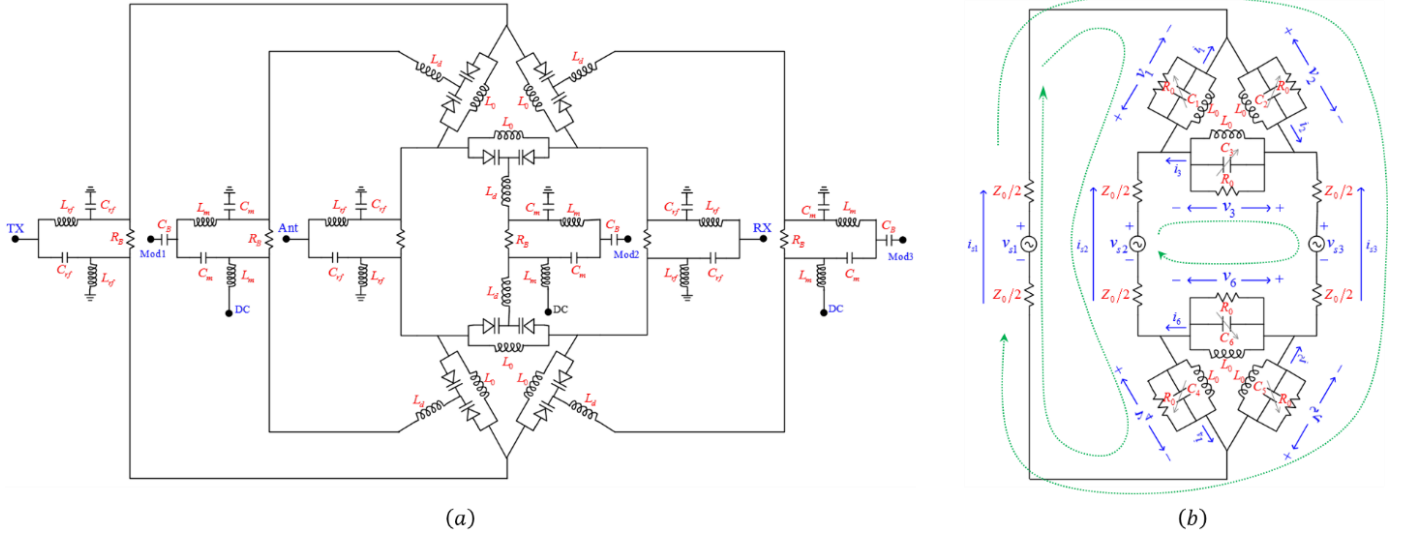 L_d
L_d
L_0
L_0
L_0
L_d
L_rf
C_rf
L_m
C_m
L_rf
C_rf
C_m
L_m
C_rf
L_rf
C_m
L_m
TX
R_B
C_B
Mod1
R_B
Ant
R_B
C_B
Mod2
RX
R_B
C_B
Mod3
C_rf
L_rf
C_m
L_m
C_rf
L_rf
L_m
C_m
L_rf
C_rf
L_m
C_m
L_d
DC
DC
DC
L_0
L_0
L_0
L_d
L_d
(a)
v_1
i_1
v_2
R_0
C_1
L_0
C_2
R_0
L_0
L_0
i_2
C_3
i_3
R_0
Z_0/2
Z_0/2
Z_0/2
− v_3 +
i_s1
+
v_s1
−
i_s2
+
v_s2
−
+
v_s3
−
i_s3
− v_6 +
Z_0/2
Z_0/2
Z_0/2
R_0
i_6
C_6
L_0
L_0
L_0
C_4
R_0
C_5
v_4
i_4
(b)